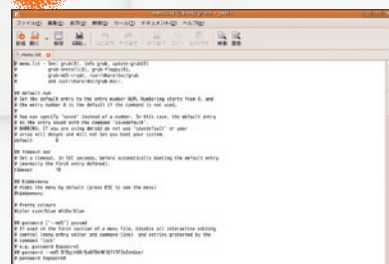 ファイル(F) 編集(E) 表示(V) 検索(S) ツール(T) ドキュメント(D) ヘルプ(H)
menu.lst
# menu.lst - See: grub(8), info grub, update-grub(8)
# grub-install(8), grub-floppy(8),
# grub-md5-crypt, /usr/share/doc/grub
# and /usr/share/doc/grub-doc/.
## default num
# Set the default entry to the entry number NUM. Numbering starts from 0, and
# the entry number 0 is the default if the command is not used.
#
# You can specify 'saved' instead of a number. In this case, the default entry
# is the entry saved with the command 'savedefault'.
# WARNING: If you are using dmraid do not use 'savedefault' or your
# array will desync and will not let you boot your system.
default 0
## timeout sec
# Set a timeout, in SEC seconds, before automatically booting the default entry
# (normally the first entry defined).
timeout 10
## hiddenmenu
# Hides the menu by default (press ESC to see the menu)
#hiddenmenu
# Pretty colours
#color cyan/blue white/blue
## password ['--md5'] passwd
# If used in the first section of a menu file, disable all interactive editing
# control (menu entry editor and command-line) and entries protected by the
# command 'lock'
# e.g. password topsecret
# password topsecret